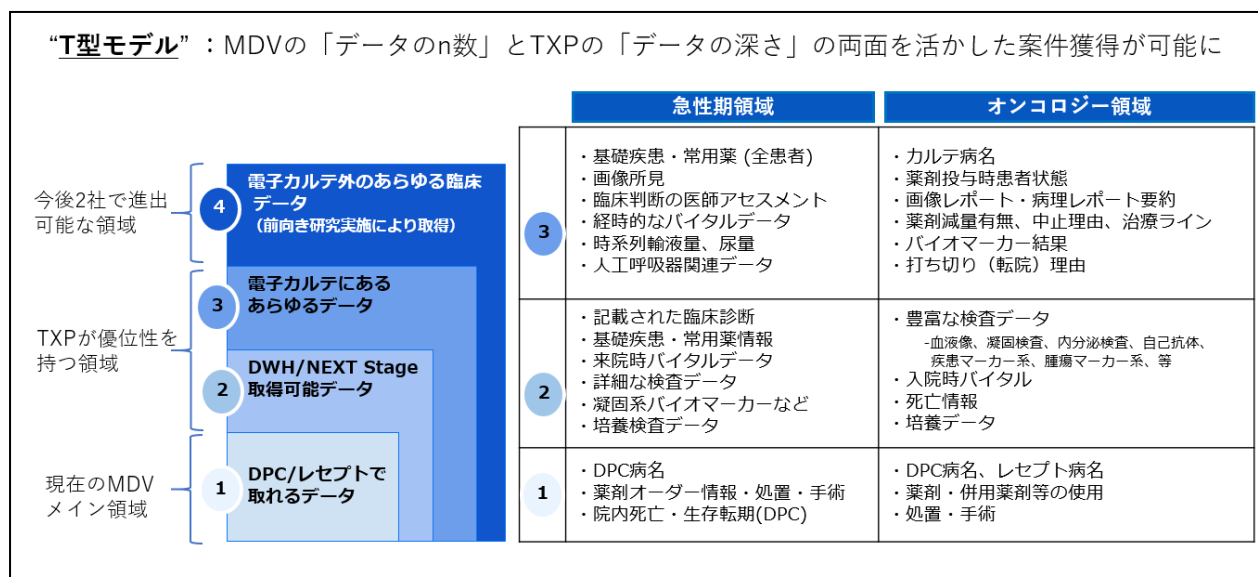 “T型モデル” ：MDVの「データのn数」とTXPの「データの深さ」の両面を活かした案件獲得が可能に
今後2社で進出
可能な領域
TXPが優位性を
持つ領域
現在のMDV
メイン領域
4
電子カルテ外のあらゆる臨床
データ
（前向き研究実施により取得）
3
電子カルテにある
あらゆるデータ
2
DWH/NEXT Stage
取得可能データ
1
DPC/レセプトで
取れるデータ
急性期領域
オンコロジー領域
3
・基礎疾患・常用薬 (全患者)
・画像所見
・臨床判断の医師アセスメント
・経時的なバイタルデータ
・時系列輸液量、尿量
・人工呼吸器関連データ
・カルテ病名
・薬剤投与時患者状態
・画像レポート・病理レポート要約
・薬剤減量有無、中止理由、治療ライン
・バイオマーカー結果
・打ち切り（転院）理由
2
・記載された臨床診断
・基礎疾患・常用薬情報
・来院時バイタルデータ
・詳細な検査データ
・凝固系バイオマーカーなど
・培養検査データ
・豊富な検査データ
-血液像、凝固検査、内分泌検査、自己抗体、
疾患マーカー系、腫瘍マーカー系、等
・入院時バイタル
・死亡情報
・培養データ
1
・DPC病名
・薬剤オーダー情報・処置・手術
・院内死亡・生存転期(DPC)
・DPC病名、レセプト病名
・薬剤・併用薬剤等の使用
・処置・手術